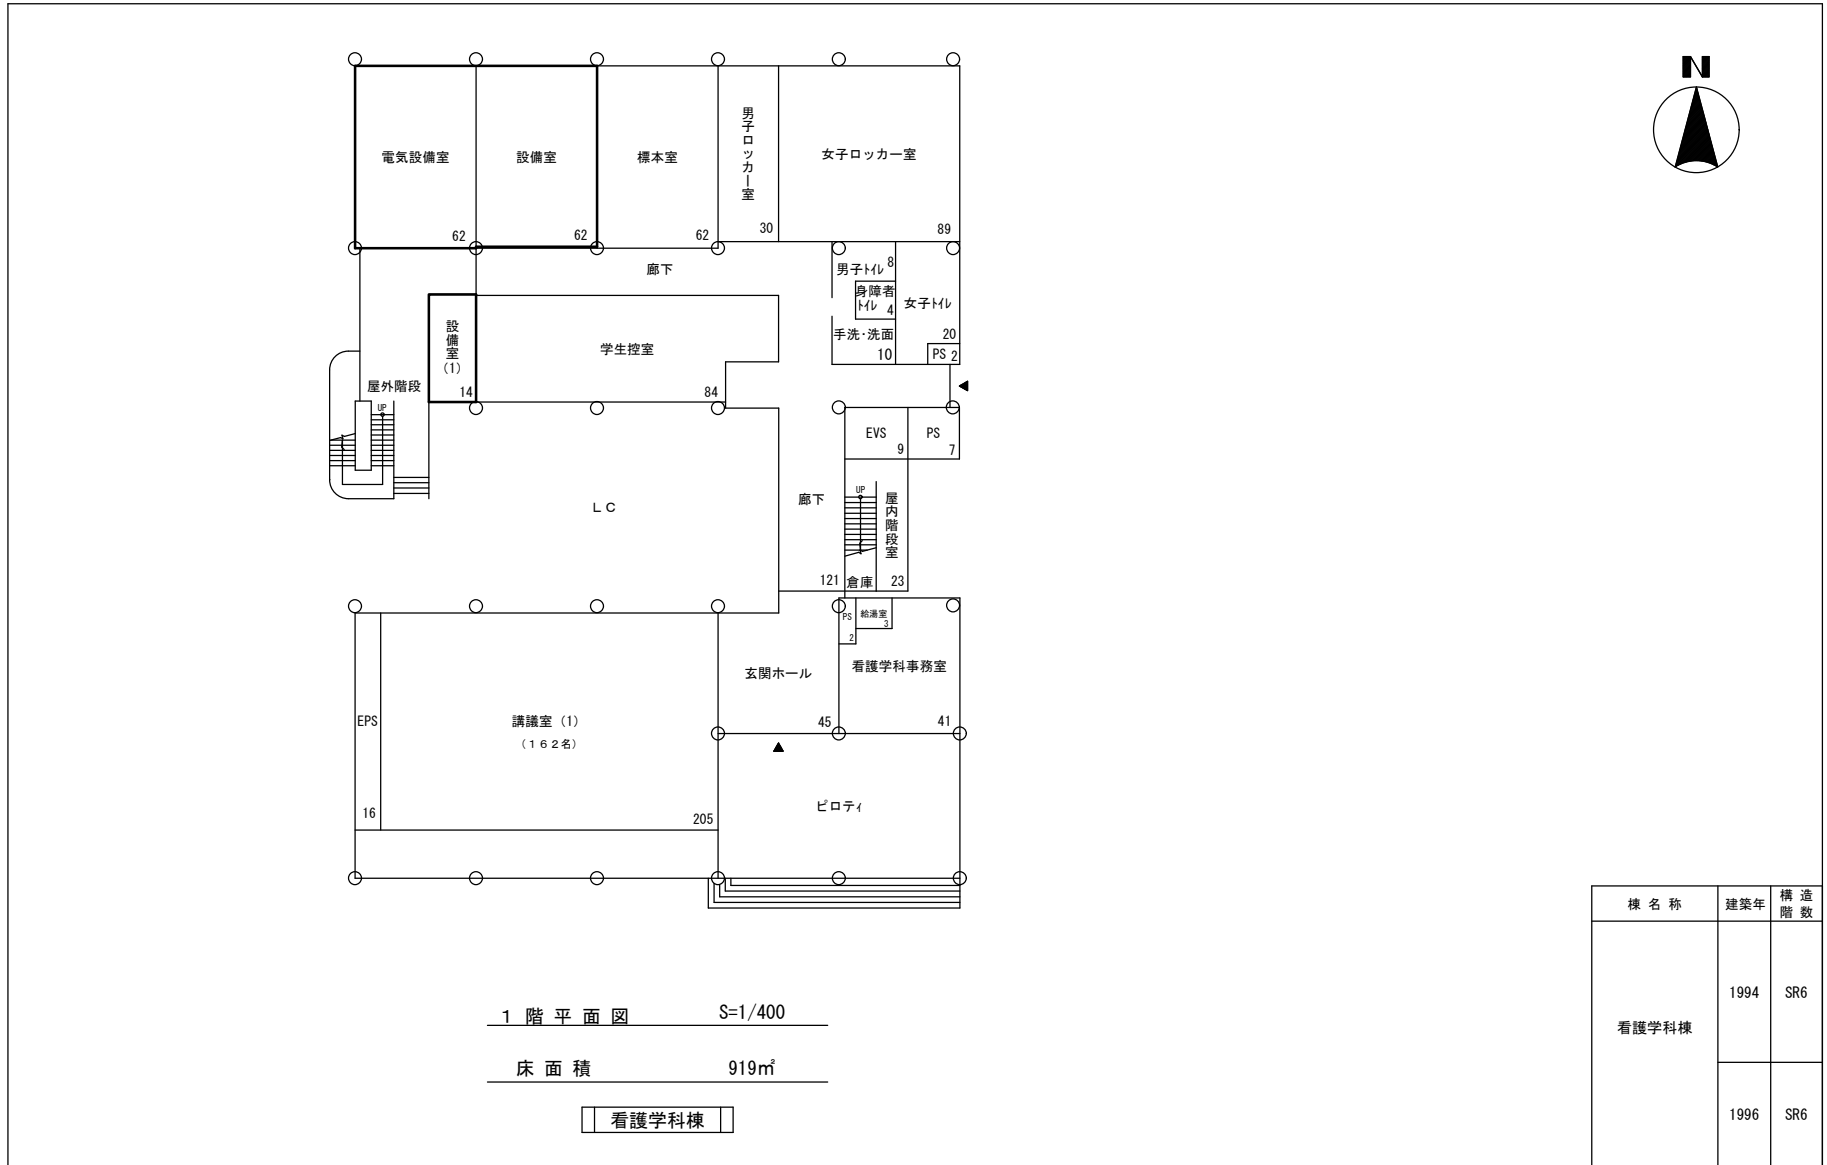 N
電気設備室
62
設備室
62
標本室
62
男子ロッカー室
30
女子ロッカー室
89
廊下
男子ﾄｲﾚ
8
身障者
ﾄｲﾚ
4
手洗・洗面
10
女子ﾄｲﾚ
20
PS
2
設備室
(1)
14
学生控室
84
屋外階段
UP
EVS
9
PS
7
LC
廊下
121
UP
屋内階段室
23
倉庫
PS
2
給湯室
3
玄関ホール
45
看護学科事務室
41
EPS
16
講議室(1)
(162名)
205
ピロティ
1階平面図 S=1/400
床面積 919㎡
看護学科棟
棟名称 建築年 構造
階数
看護学科棟
1994 SR6
1996 SR6